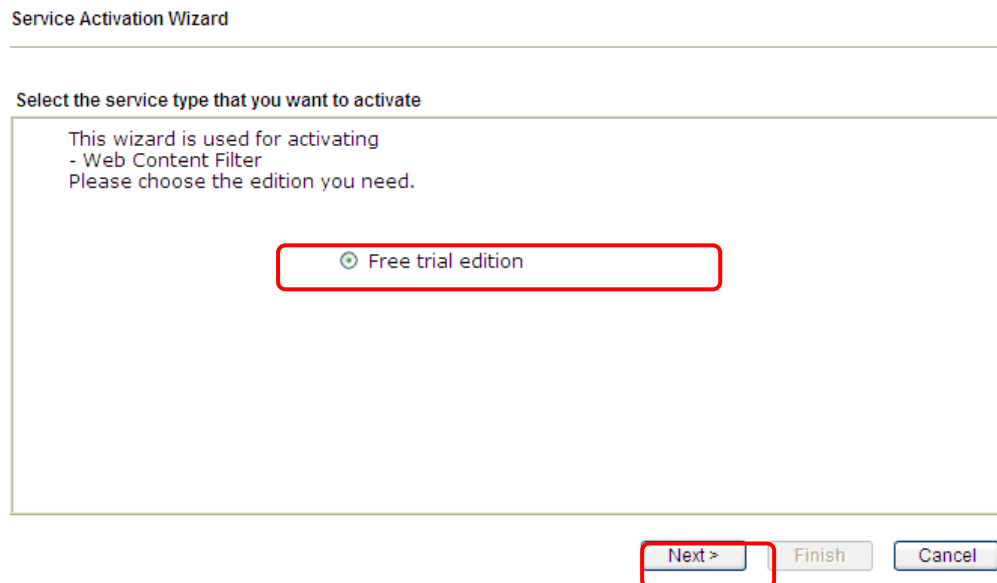 Service Activation Wizard
Select the service type that you want to activate
This wizard is used for activating
- Web Content Filter
Please choose the edition you need.
Free trial edition
Next > Finish Cancel